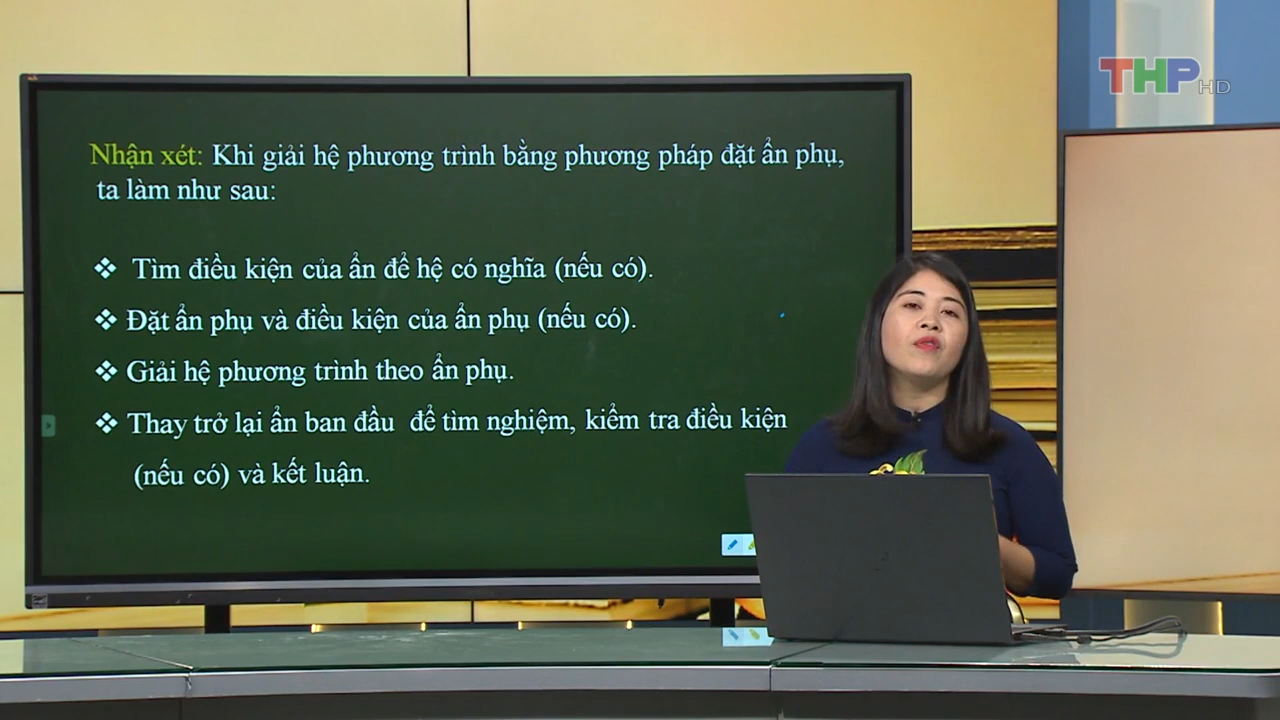 THP HD
Nhận xét: Khi giải hệ phương trình bằng phương pháp đặt ẩn phụ,
ta làm như sau:
❖ Tìm điều kiện của ẩn để hệ có nghĩa (nếu có).
❖ Đặt ẩn phụ và điều kiện của ẩn phụ (nếu có).
❖ Giải hệ phương trình theo ẩn phụ.
❖ Thay trở lại ẩn ban đầu để tìm nghiệm, kiểm tra điều kiện
(nếu có) và kết luận.